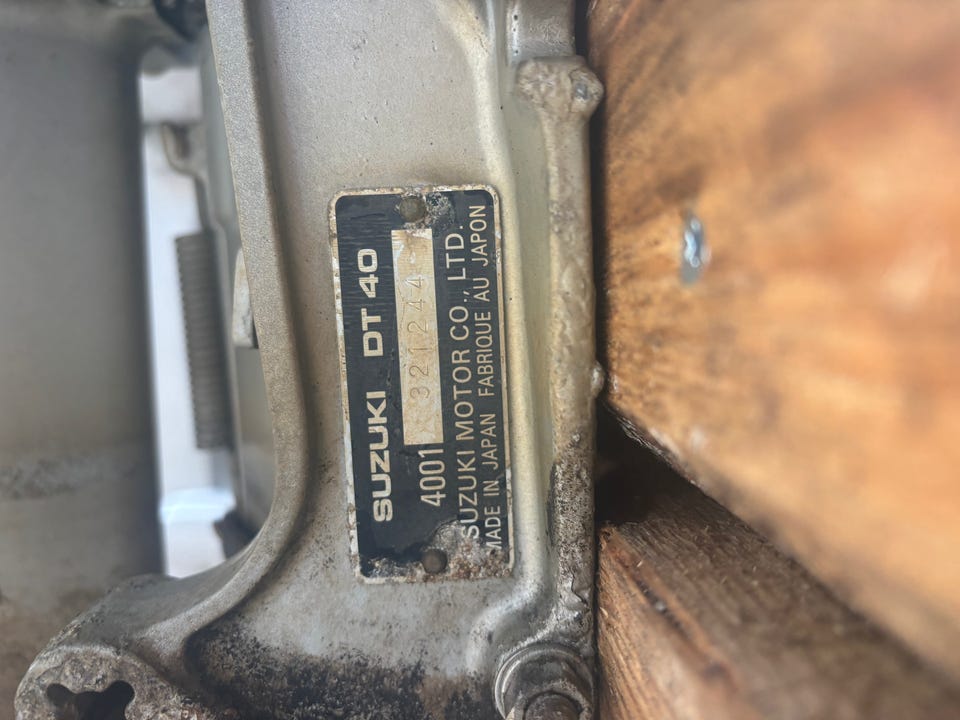 SUZUKI DT 40
4001 321244
SUZUKI MOTOR CO., LTD.
MADE IN JAPAN FABRIQUE AU JAPON